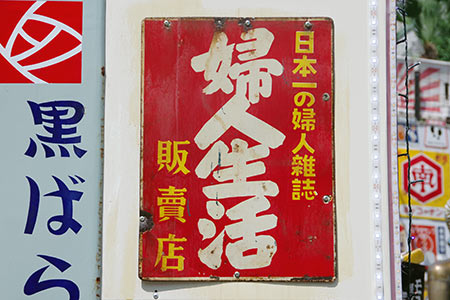 日本一の婦人雑誌
婦人生活
販賣店
黒ばら